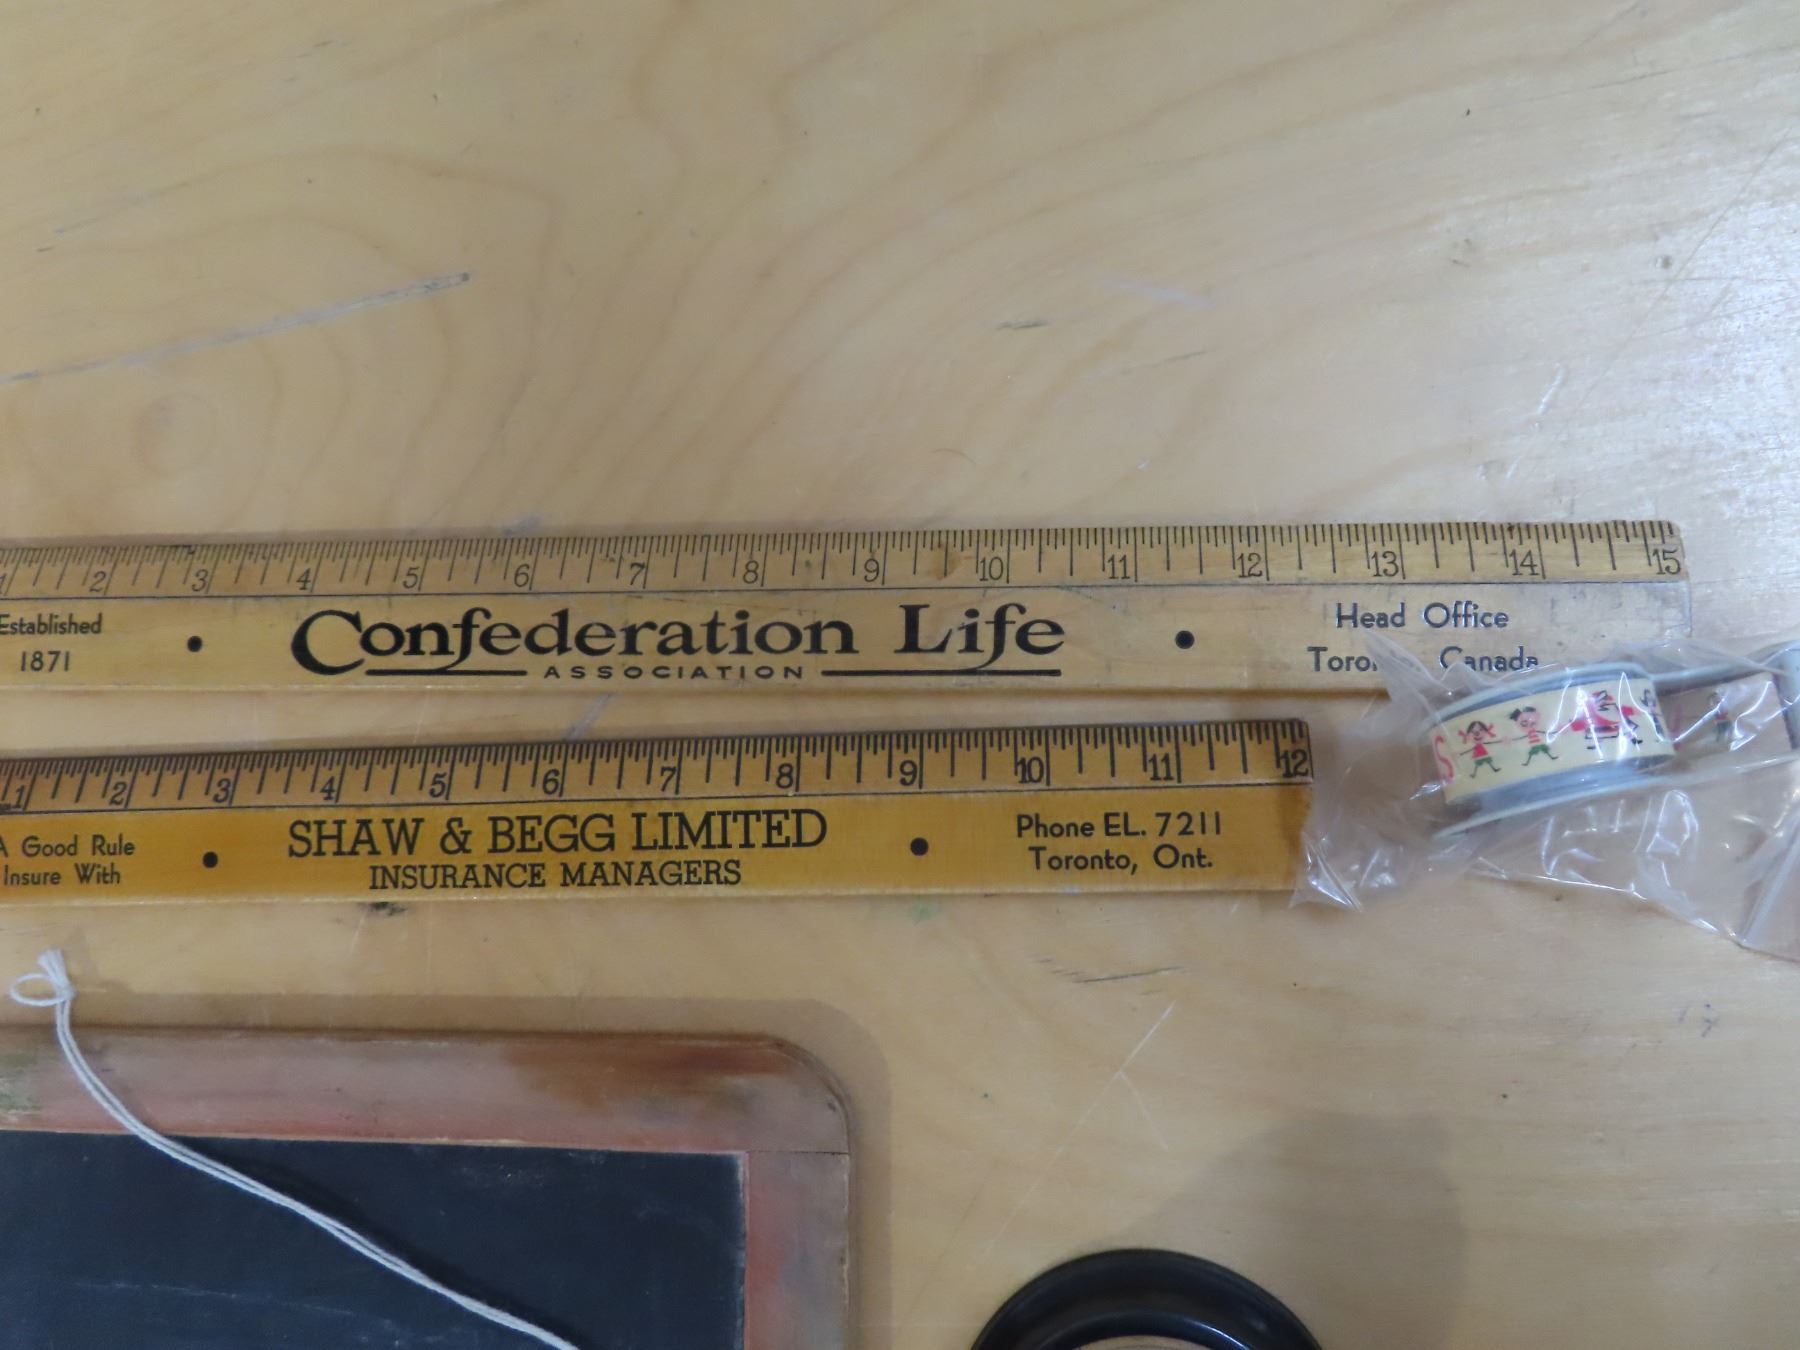 1 2 3 4 5 6 7 8 9 10 11 12 13 14 15
Established
1871
Confederation Life
ASSOCIATION
Head Office
Canada
1 2 3 4 5 6 7 8 9 10 11 12
A Good Rule
Insure With
SHAW & BEGG LIMITED
INSURANCE MANAGERS
Phone EL. 7211
Toronto, Ont.